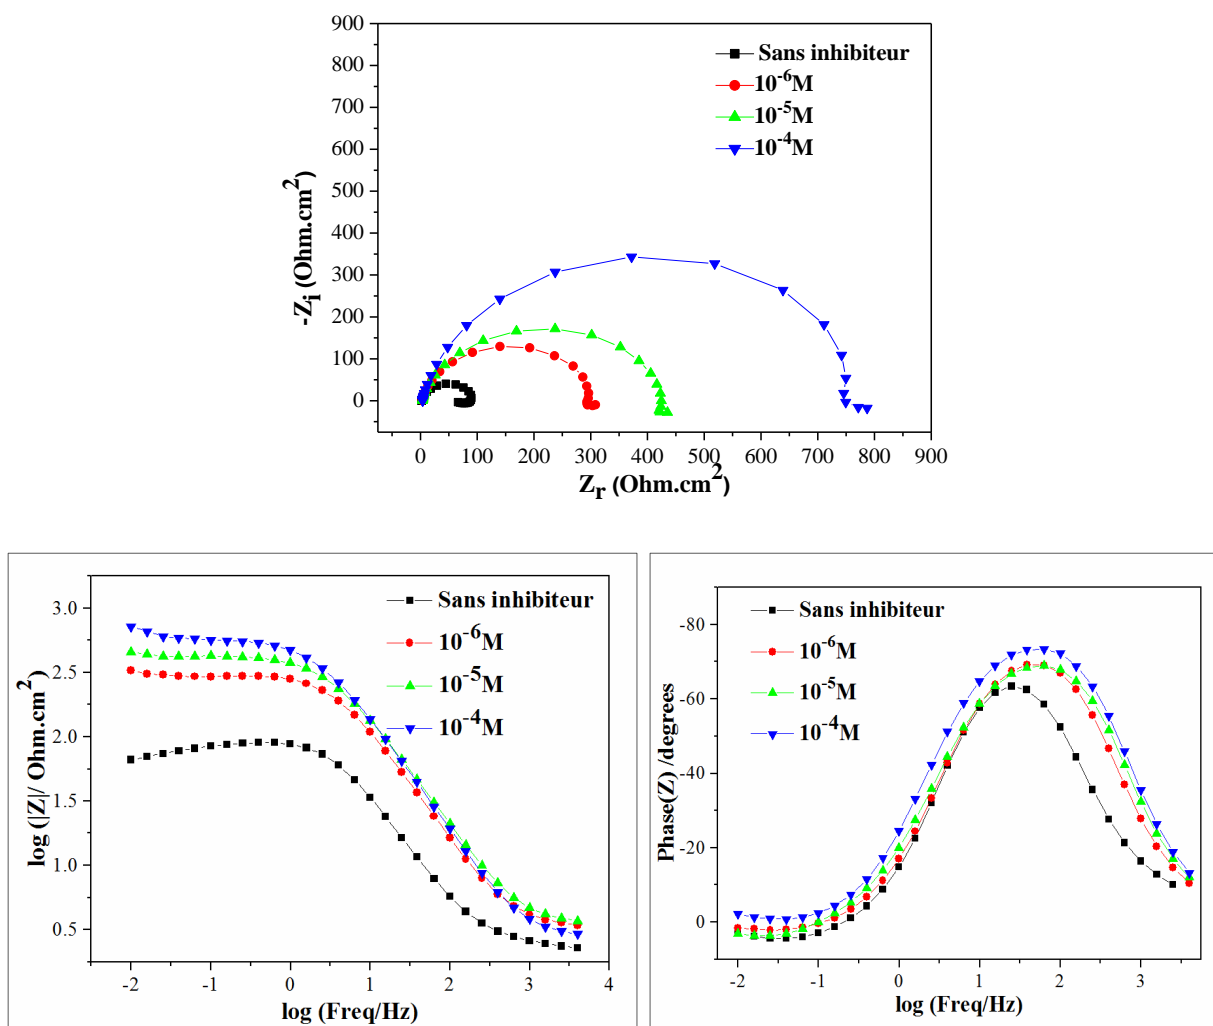 900
800
700
600
500
400
300
200
100
0
-Zi (Ohm.cm²)
Sans inhibiteur
10⁻⁶M
10⁻⁵M
10⁻⁴M
0 100 200 300 400 500 600 700 800 900
Zr (Ohm.cm²)
3.0
2.5
2.0
1.5
1.0
0.5
log (|Z|/ Ohm.cm²)
Sans inhibiteur
10⁻⁶M
10⁻⁵M
10⁻⁴M
-2 -1 0 1 2 3 4
log (Freq/Hz)
-80
-60
-40
-20
0
Phase(Z) /degrees
Sans inhibiteur
10⁻⁶M
10⁻⁵M
10⁻⁴M
-2 -1 0 1 2 3
log (Freq/Hz)